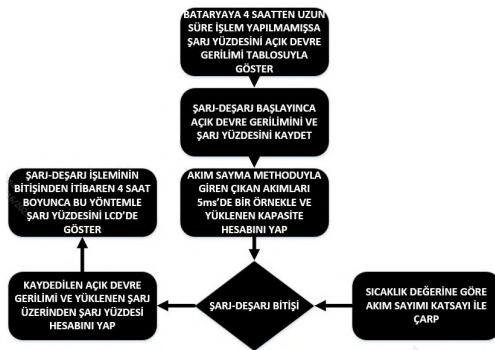 BATARYAYA 4 SAATTEN UZUN
SÜRE İŞLEM YAPILMAMIŞSA
ŞARJ YÜZDESİNİ AÇIK DEVRE
GERİLİMİ TABLOSUYLA
GÖSTER
ŞARJ-DEŞARJ BAŞLAYINCA
AÇIK DEVRE GERİLİMİNİ VE
ŞARJ YÜZDESİNİ KAYDET
AKIM SAYMA METHODUYLA
GİREN ÇIKAN AKIMLARI
5ms'DE BİR ÖRNEKLE VE
YÜKLENEN KAPASİTE
HESABINI YAP
ŞARJ-DEŞARJ BİTİŞİ
SICAKLIK DEĞERİNE GÖRE
AKIM SAYIMI KATSAYI İLE
ÇARP
KAYDEDİLEN AÇIK DEVRE
GERİLİMİ VE YÜKLENEN ŞARJ
ÜZERİNDEN ŞARJ YÜZDESİ
HESABINI YAP
ŞARJ-DEŞARJ İŞLEMİNİN
BİTİŞİNDEN İTİBAREN 4 SAAT
BOYUNCA BU YÖNTEMLE
ŞARJ YÜZDESİNİ LCD'DE
GÖSTER